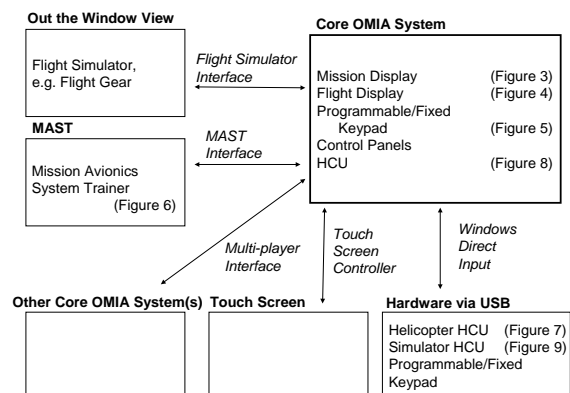 Out the Window View
Flight Simulator,
e.g. Flight Gear
Flight Simulator
Interface
Core OMIA System
Mission Display (Figure 3)
Flight Display (Figure 4)
Programmable/Fixed
Keypad (Figure 5)
Control Panels
HCU (Figure 8)
MAST
Mission Avionics
System Trainer
(Figure 6)
MAST
Interface
Multi-player
Interface
Touch
Screen
Controller
Windows
Direct
Input
Other Core OMIA System(s)
Touch Screen
Hardware via USB
Helicopter HCU (Figure 7)
Simulator HCU (Figure 9)
Programmable/Fixed
Keypad